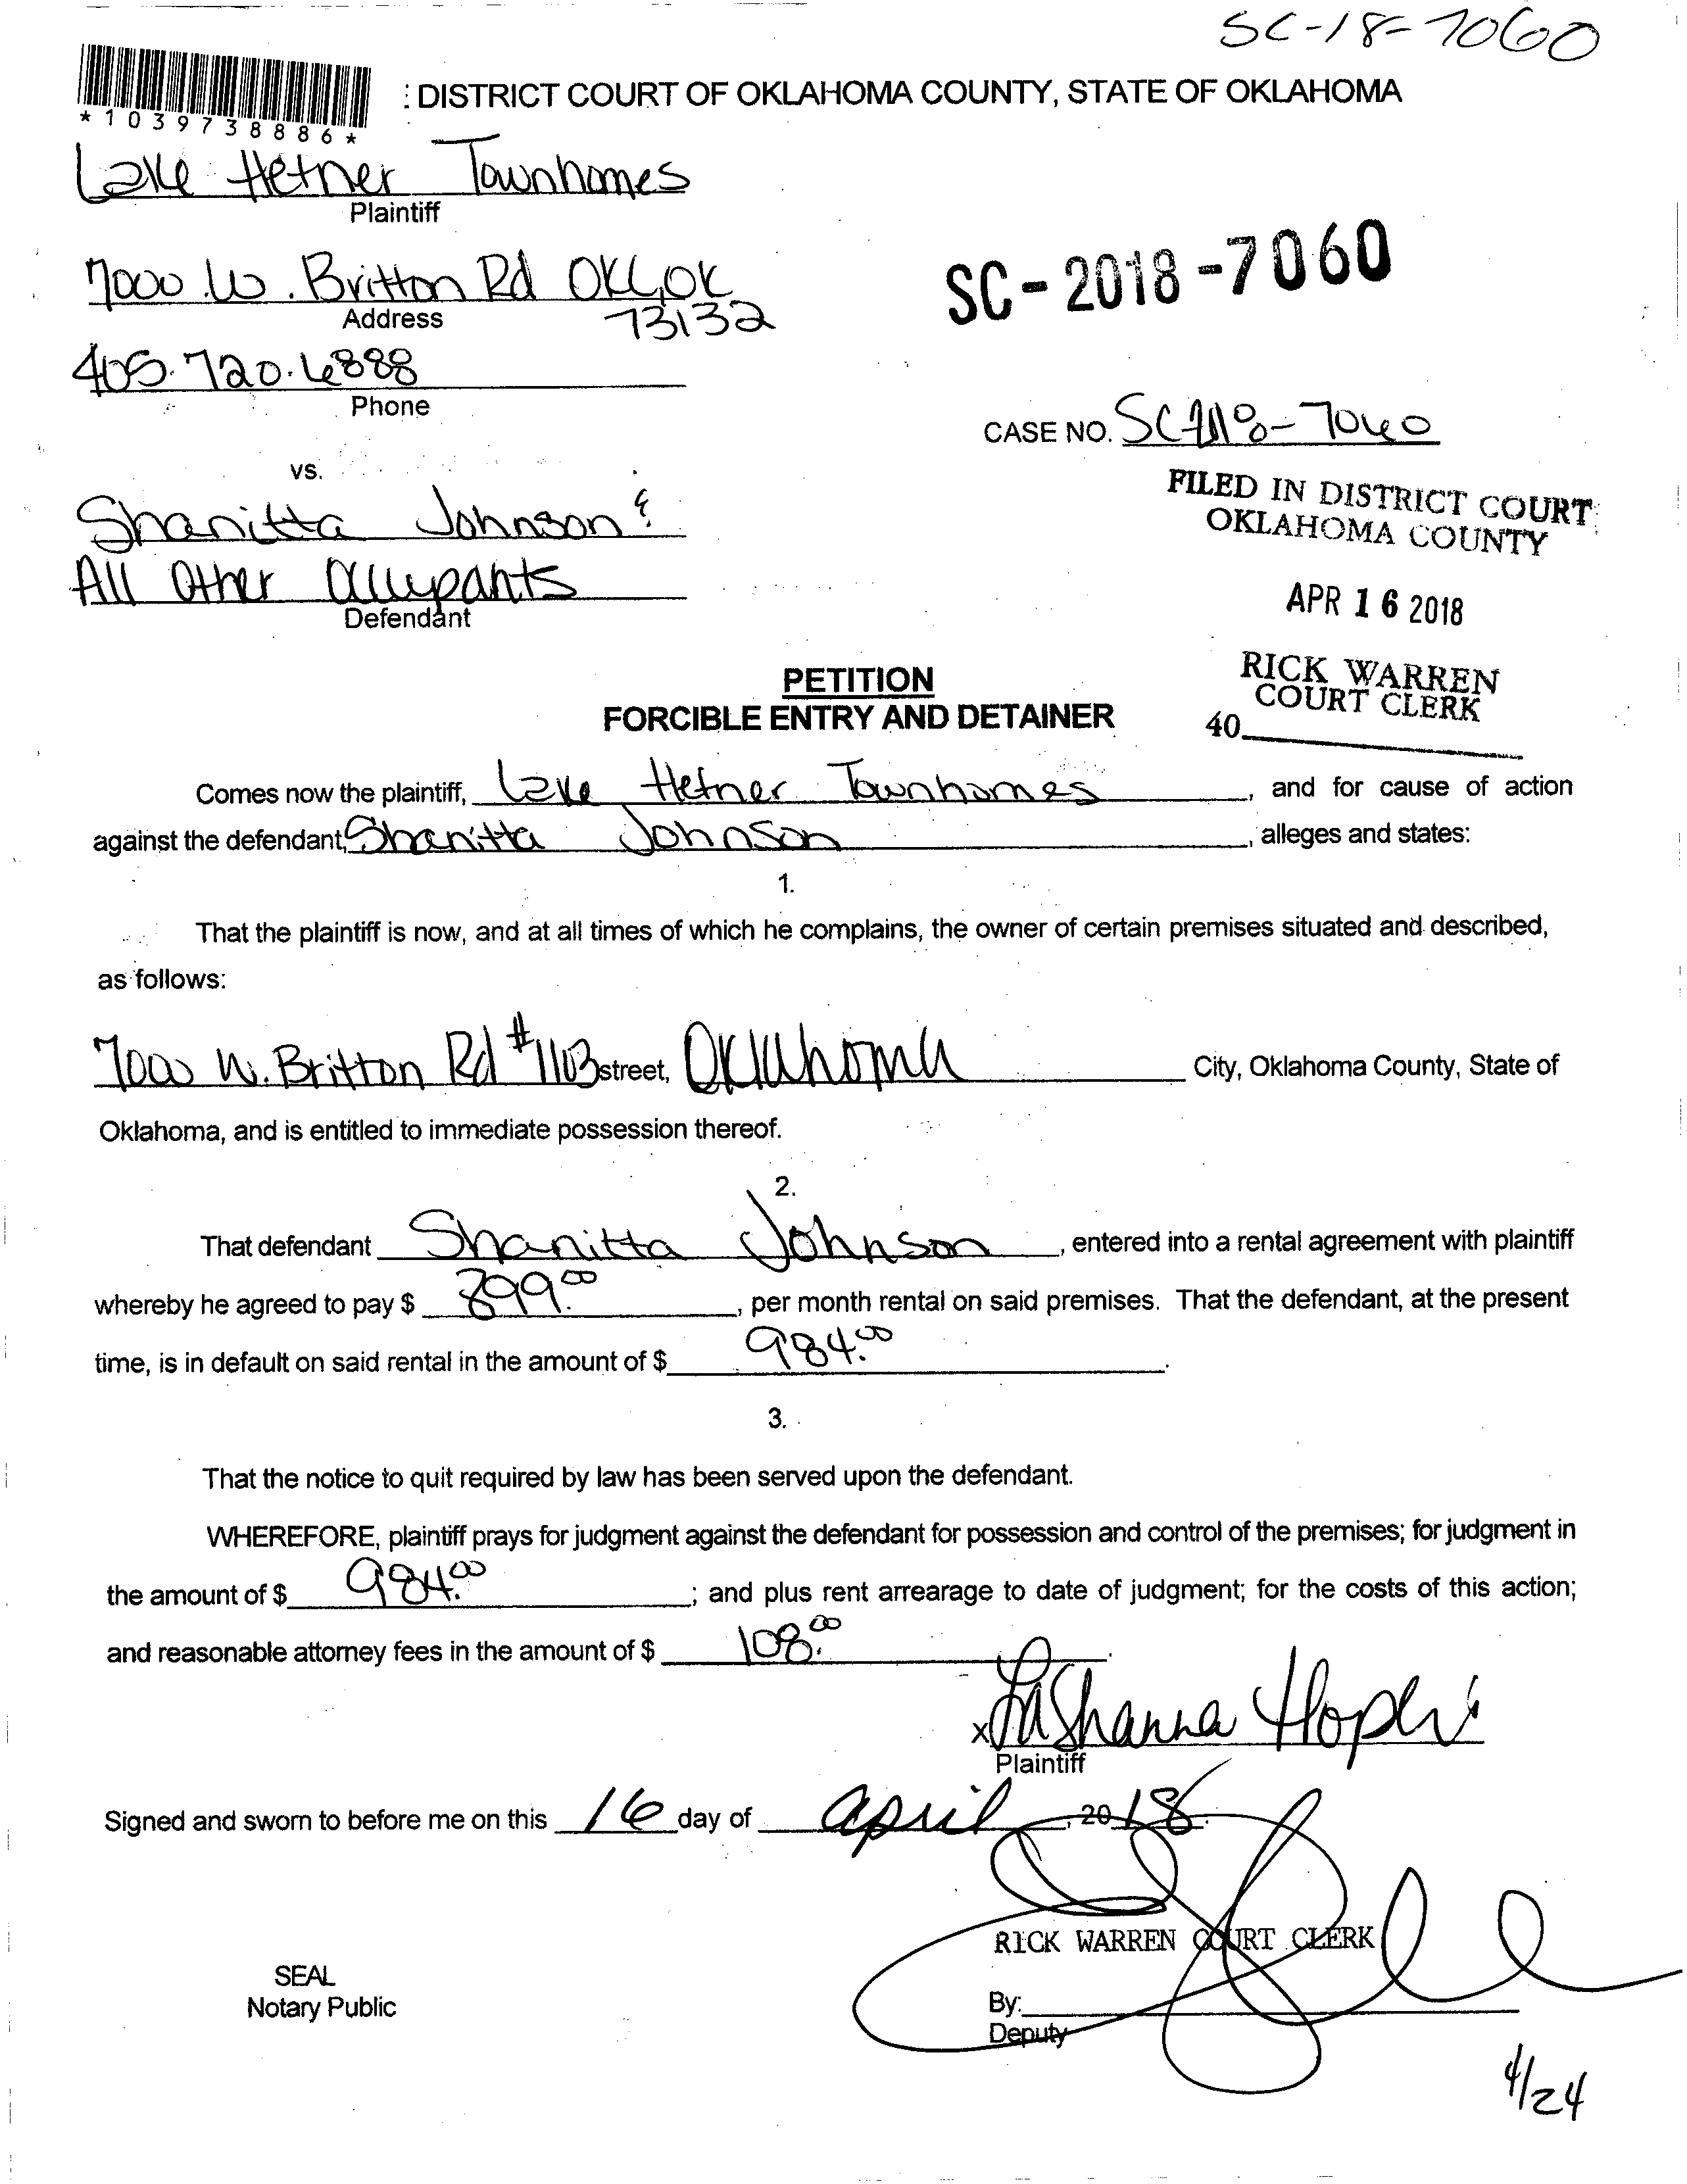 SC-18-7060
: DISTRICT COURT OF OKLAHOMA COUNTY, STATE OF OKLAHOMA
*1039738886*
Lake Hefner Townhomes
Plaintiff
7000 W. Britton Rd OKC, OK
73132
Address
405.720.6888
Phone
SC-2018-7060
CASE NO. SC-18-7060
vs.
Shanitta Johnson &
All Other Occupants
Defendant
FILED IN DISTRICT COURT
OKLAHOMA COUNTY
APR 16 2018
RICK WARREN
COURT CLERK
40
PETITION
FORCIBLE ENTRY AND DETAINER
Comes now the plaintiff, Lake Hefner Townhomes, and for cause of action
against the defendant, Shanitta Johnson, alleges and states:
1.
That the plaintiff is now, and at all times of which he complains, the owner of certain premises situated and described,
as follows:
7000 W. Britton Rd #1103 street, Oklahoma City, Oklahoma County, State of
Oklahoma, and is entitled to immediate possession thereof.
2.
That defendant Shanitta Johnson, entered into a rental agreement with plaintiff
whereby he agreed to pay $ 899.00, per month rental on said premises. That the defendant, at the present
time, is in default on said rental in the amount of $ 984.00.
3.
That the notice to quit required by law has been served upon the defendant.
WHEREFORE, plaintiff prays for judgment against the defendant for possession and control of the premises; for judgment in
the amount of $ 984.00; and plus rent arrearage to date of judgment; for the costs of this action;
and reasonable attorney fees in the amount of $ 108.00.
x LaShanna Hopkins
Plaintiff
Signed and sworn to before me on this 16 day of April, 2018.
RICK WARREN COURT CLERK
SEAL
Notary Public
By:
Deputy
4/24